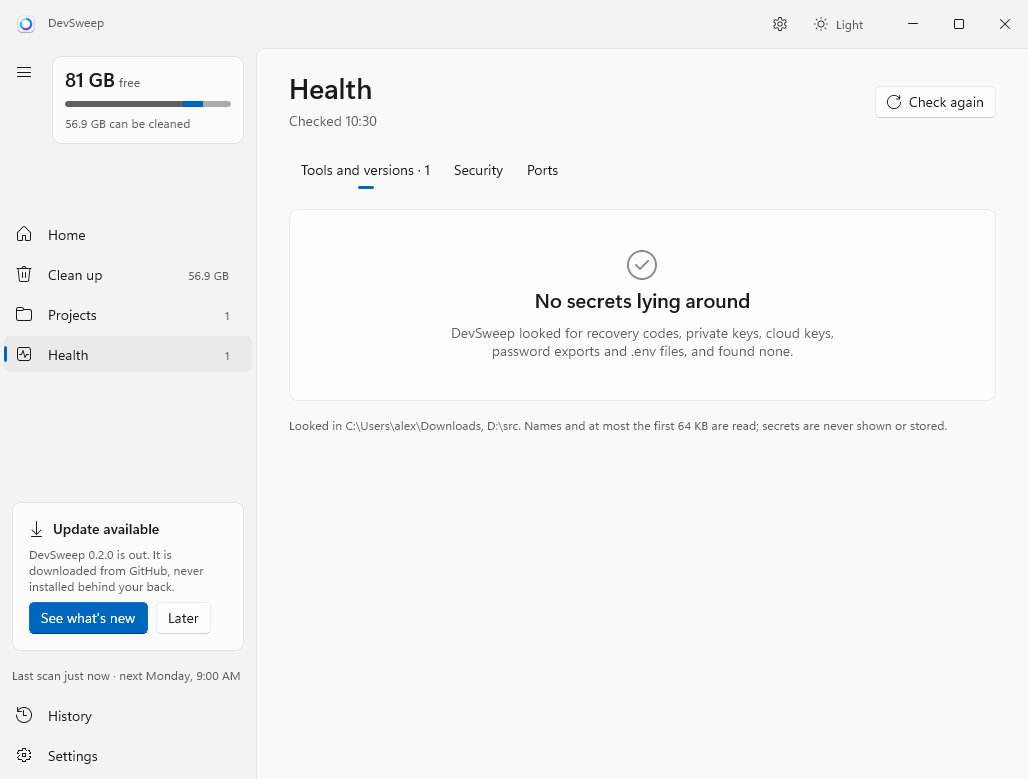 DevSweep
Light
81 GB free
56.9 GB can be cleaned
Home
Clean up 56.9 GB
Projects 1
Health 1
Update available
DevSweep 0.2.0 is out. It is
downloaded from GitHub, never
installed behind your back.
See what's new Later
Last scan just now · next Monday, 9:00 AM
History
Settings
Health
Checked 10:30
Check again
Tools and versions · 1 Security Ports
No secrets lying around
DevSweep looked for recovery codes, private keys, cloud keys,
password exports and .env files, and found none.
Looked in C:\Users\alex\Downloads, D:\src. Names and at most the first 64 KB are read; secrets are never shown or stored.